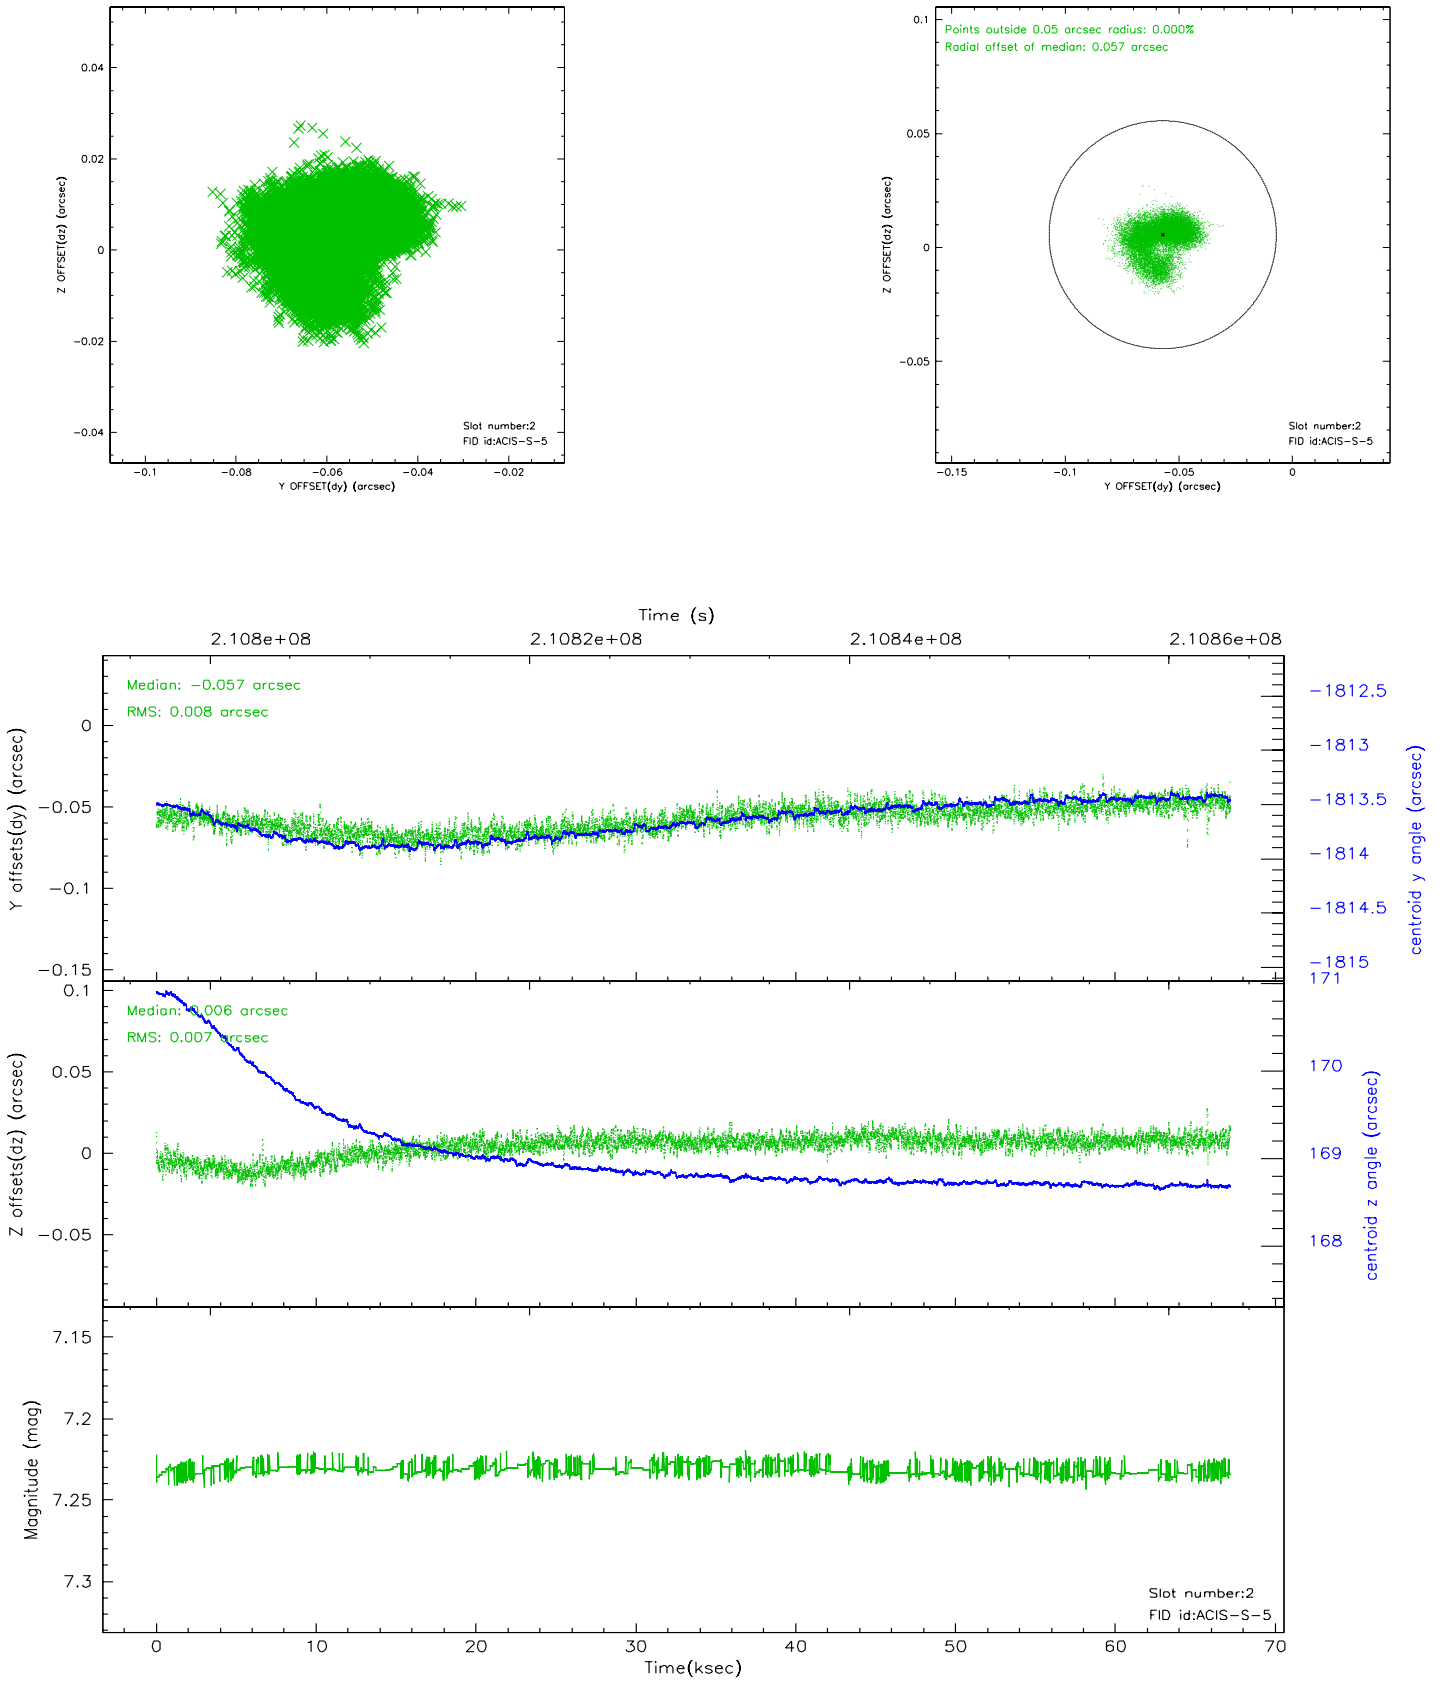 0.04
0.02
0
−0.02
−0.04
Z OFFSET(dz) (arcsec)
Slot number:2
FID id:ACIS−S−5
−0.1
−0.08
−0.06
−0.04
−0.02
Y OFFSET(dy) (arcsec)
Points outside 0.05 arcsec radius: 0.000%
Radial offset of median: 0.057 arcsec
0.1
0.05
0
−0.05
Z OFFSET(dz) (arcsec)
Slot number:2
FID id:ACIS−S−5
−0.15
−0.1
−0.05
0
Y OFFSET(dy) (arcsec)
Time (s)
2.108e+08
2.1082e+08
2.1084e+08
2.1086e+08
Median: −0.057 arcsec
RMS: 0.008 arcsec
0
−0.05
−0.1
−0.15
Y offsets(dy) (arcsec)
−1812.5
−1813
−1813.5
−1814
−1814.5
−1815
centroid y angle (arcsec)
Median: 0.006 arcsec
RMS: 0.007 arcsec
0.1
0.05
0
−0.05
Z offsets(dz) (arcsec)
171
170
169
168
centroid z angle (arcsec)
7.15
7.2
7.25
7.3
Magnitude (mag)
Slot number:2
FID id:ACIS−S−5
0
10
20
30
40
50
60
70
Time(ksec)